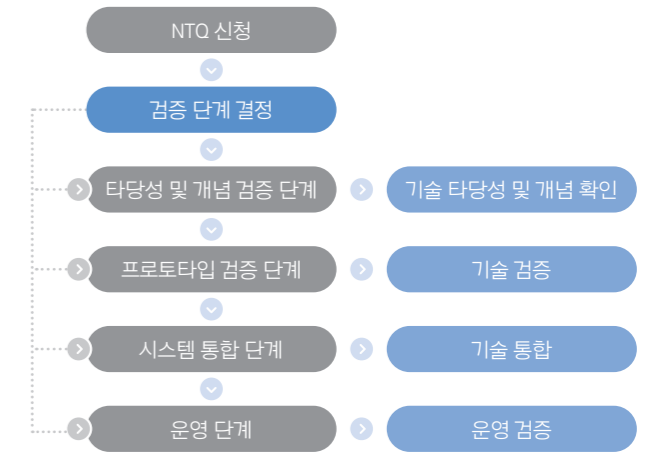 NTQ 신청
검증 단계 결정
타당성 및 개념 검증 단계
기술 타당성 및 개념 확인
프로토타입 검증 단계
기술 검증
시스템 통합 단계
기술 통합
운영 단계
운영 검증